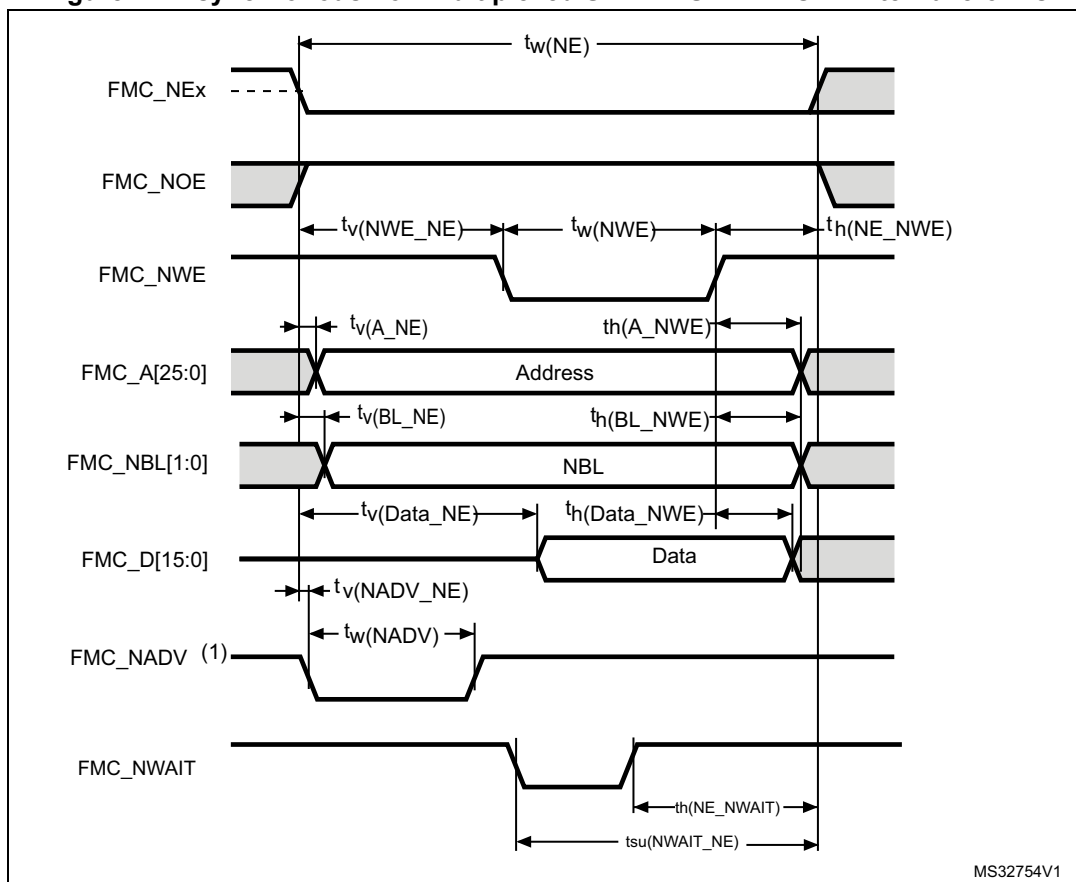 tw(NE)
FMC_NEx
FMC_NOE
tv(NWE_NE) tw(NWE) th(NE_NWE)
FMC_NWE
tv(A_NE) th(A_NWE)
FMC_A[25:0] Address
tv(BL_NE) th(BL_NWE)
FMC_NBL[1:0] NBL
tv(Data_NE) th(Data_NWE)
FMC_D[15:0] Data
tv(NADV_NE)
tw(NADV)
FMC_NADV (1)
FMC_NWAIT
th(NE_NWAIT)
tsu(NWAIT_NE)
MS32754V1